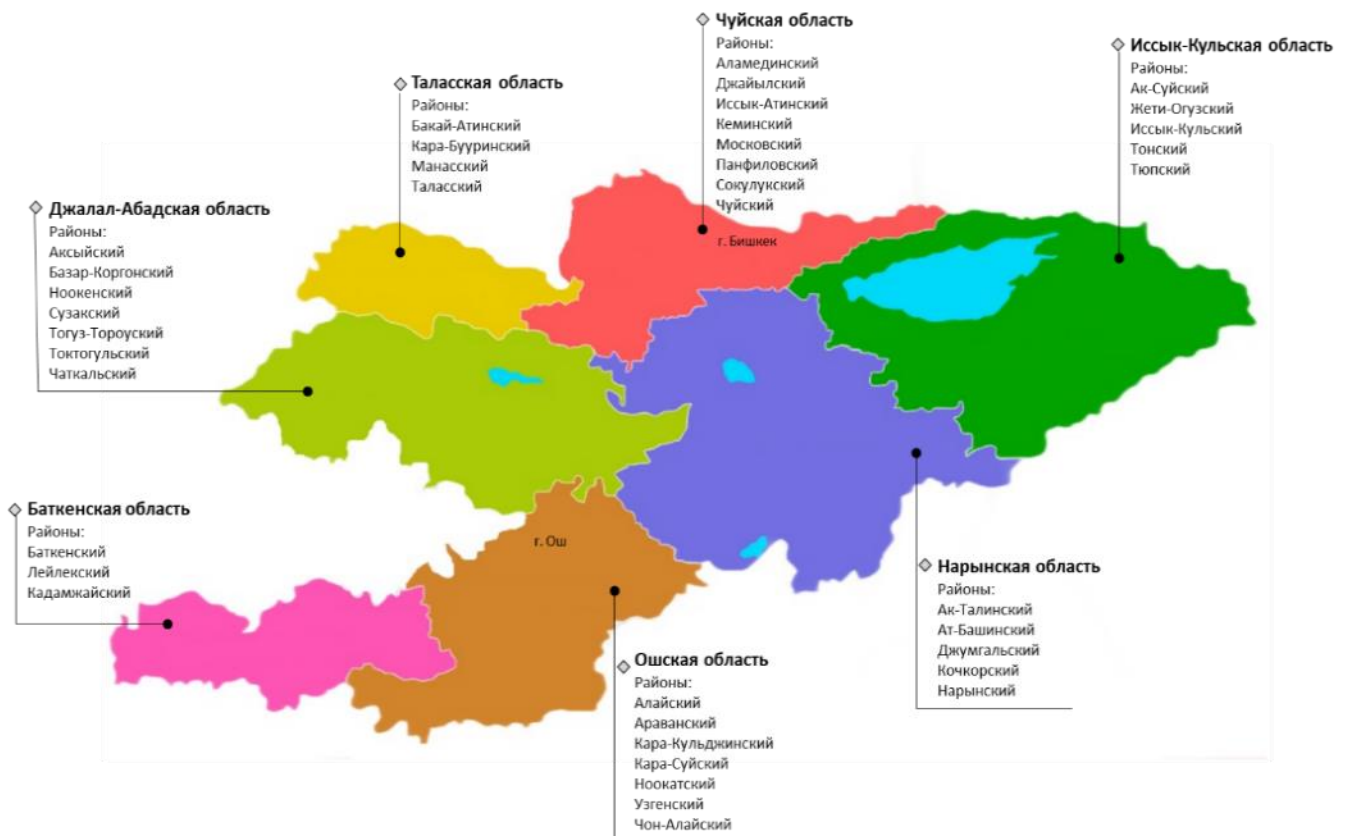 Чуйская область
Районы:
Аламединский
Джайылский
Иссык-Атинский
Кеминский
Московский
Панфиловский
Сокулукский
Чуйский
Иссык-Кульская область
Районы:
Ак-Суйский
Жети-Огузский
Иссык-Кульский
Тонский
Тюпский
Таласская область
Районы:
Бакай-Атинский
Кара-Бууринский
Манасский
Таласский
Джалал-Абадская область
Районы:
Аксыйский
Базар-Коргонский
Ноокенский
Сузакский
Тогуз-Тороуский
Токтогульский
Чаткальский
г. Бишкек
Баткенская область
Районы:
Баткенский
Лейлекский
Кадамжайский
г. Ош
Нарынская область
Районы:
Ак-Талинский
Ат-Башинский
Джумгальский
Кочкорский
Нарынский
Ошская область
Районы:
Алайский
Араванский
Кара-Кульджинский
Кара-Суйский
Ноокатский
Узгенский
Чон-Алайский